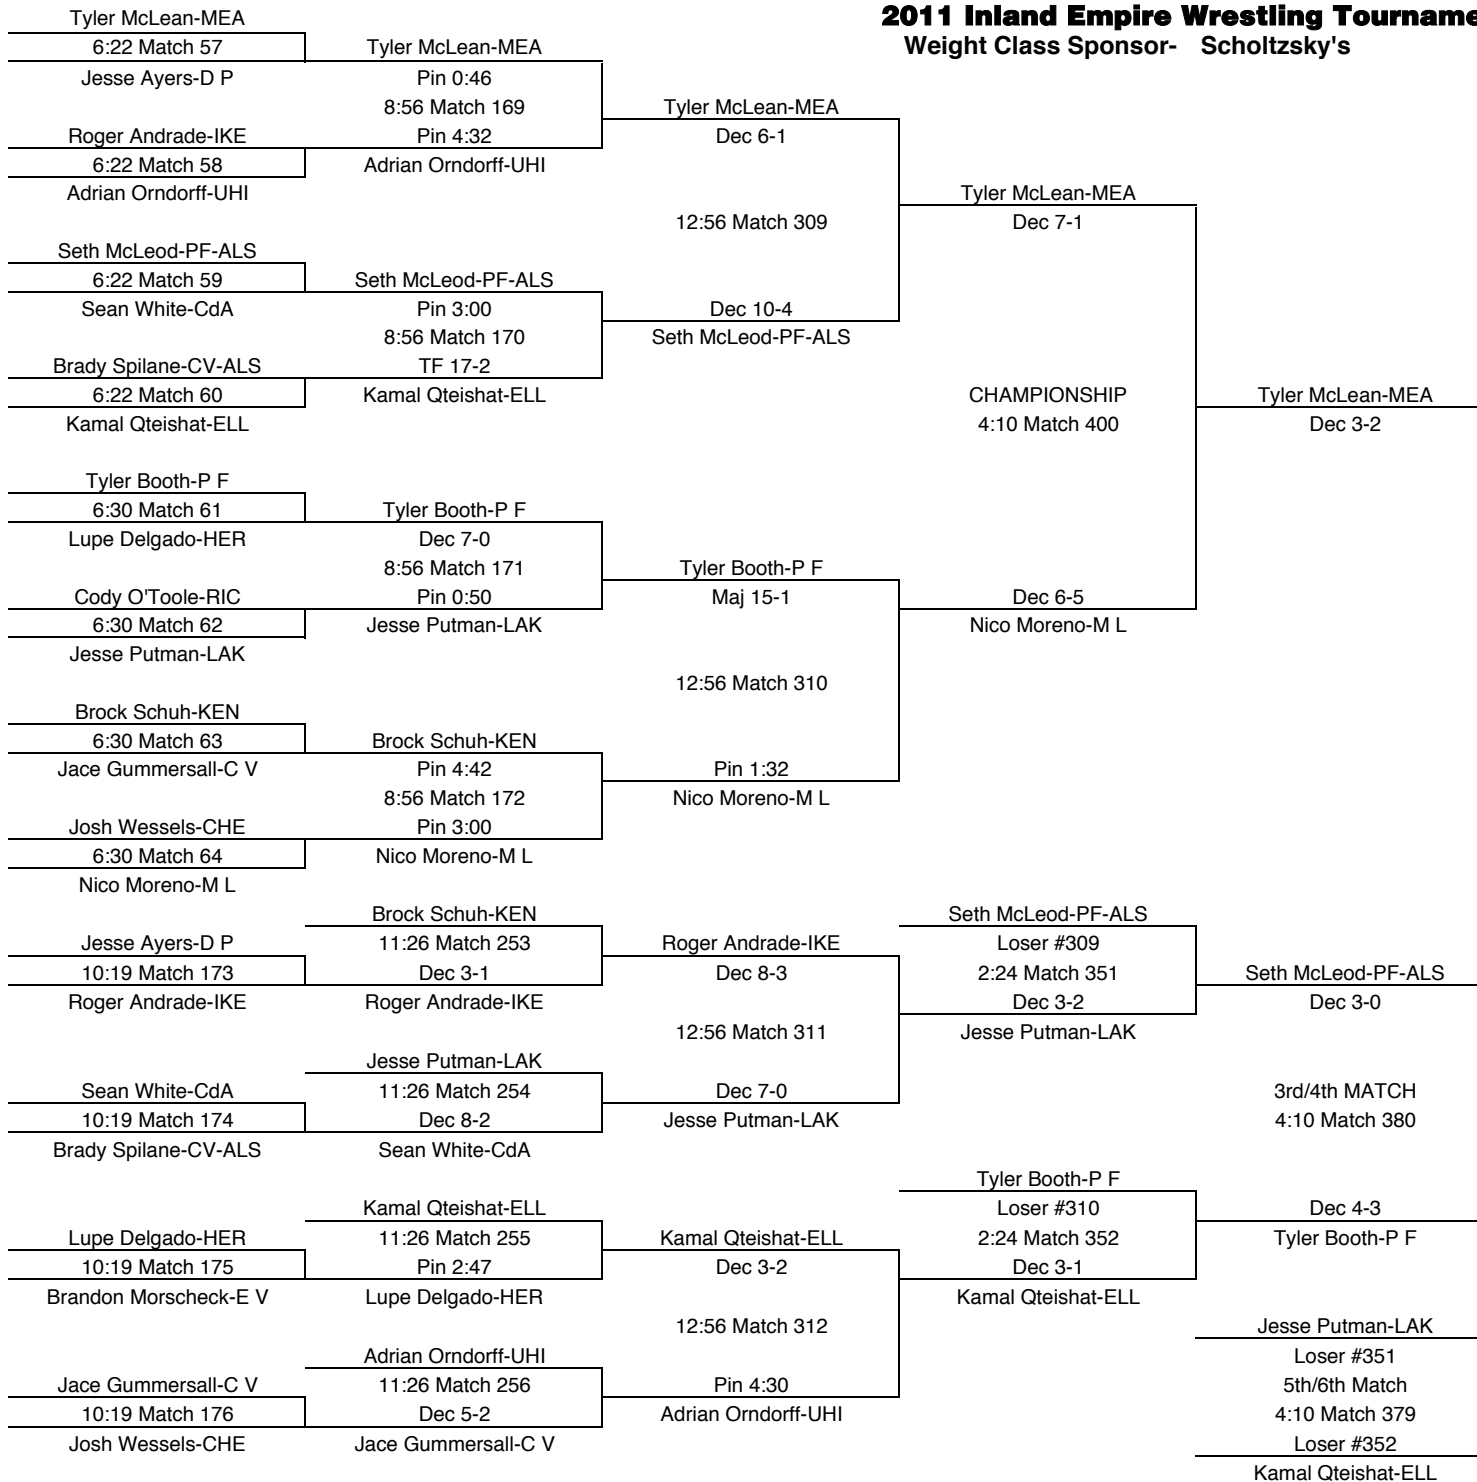 2011 Inland Empire Wrestling Tourname
Weight Class Sponsor- Scholtzsky's
Tyler McLean-MEA
6:22 Match 57
Jesse Ayers-D P
Roger Andrade-IKE
6:22 Match 58
Adrian Orndorff-UHI
Seth McLeod-PF-ALS
6:22 Match 59
Sean White-CdA
Brady Spilane-CV-ALS
6:22 Match 60
Kamal Qteishat-ELL
Tyler Booth-P F
6:30 Match 61
Lupe Delgado-HER
Cody O'Toole-RIC
6:30 Match 62
Jesse Putman-LAK
Brock Schuh-KEN
6:30 Match 63
Jace Gummersall-C V
Josh Wessels-CHE
6:30 Match 64
Nico Moreno-M L
Tyler McLean-MEA
Pin 0:46
8:56 Match 169
Pin 4:32
Adrian Orndorff-UHI
Seth McLeod-PF-ALS
Pin 3:00
8:56 Match 170
TF 17-2
Kamal Qteishat-ELL
Tyler Booth-P F
Dec 7-0
8:56 Match 171
Pin 0:50
Jesse Putman-LAK
Brock Schuh-KEN
Pin 4:42
8:56 Match 172
Pin 3:00
Nico Moreno-M L
Tyler McLean-MEA
Dec 6-1
12:56 Match 309
Dec 10-4
Seth McLeod-PF-ALS
Tyler Booth-P F
Maj 15-1
12:56 Match 310
Pin 1:32
Nico Moreno-M L
Tyler McLean-MEA
Dec 7-1
CHAMPIONSHIP
4:10 Match 400
Dec 6-5
Nico Moreno-M L
Tyler McLean-MEA
Dec 3-2
Jesse Ayers-D P
10:19 Match 173
Roger Andrade-IKE
Sean White-CdA
10:19 Match 174
Brady Spilane-CV-ALS
Lupe Delgado-HER
10:19 Match 175
Brandon Morscheck-E V
Jace Gummersall-C V
10:19 Match 176
Josh Wessels-CHE
Brock Schuh-KEN
11:26 Match 253
Dec 3-1
Roger Andrade-IKE
Jesse Putman-LAK
11:26 Match 254
Dec 8-2
Sean White-CdA
Kamal Qteishat-ELL
11:26 Match 255
Pin 2:47
Lupe Delgado-HER
Adrian Orndorff-UHI
11:26 Match 256
Dec 5-2
Jace Gummersall-C V
Roger Andrade-IKE
Dec 8-3
12:56 Match 311
Dec 7-0
Jesse Putman-LAK
Kamal Qteishat-ELL
Dec 3-2
12:56 Match 312
Pin 4:30
Adrian Orndorff-UHI
Seth McLeod-PF-ALS
Loser #309
2:24 Match 351
Dec 3-2
Jesse Putman-LAK
Tyler Booth-P F
Loser #310
2:24 Match 352
Dec 3-1
Kamal Qteishat-ELL
Seth McLeod-PF-ALS
Dec 3-0
3rd/4th MATCH
4:10 Match 380
Dec 4-3
Tyler Booth-P F
Jesse Putman-LAK
Loser #351
5th/6th Match
4:10 Match 379
Loser #352
Kamal Qteishat-ELL